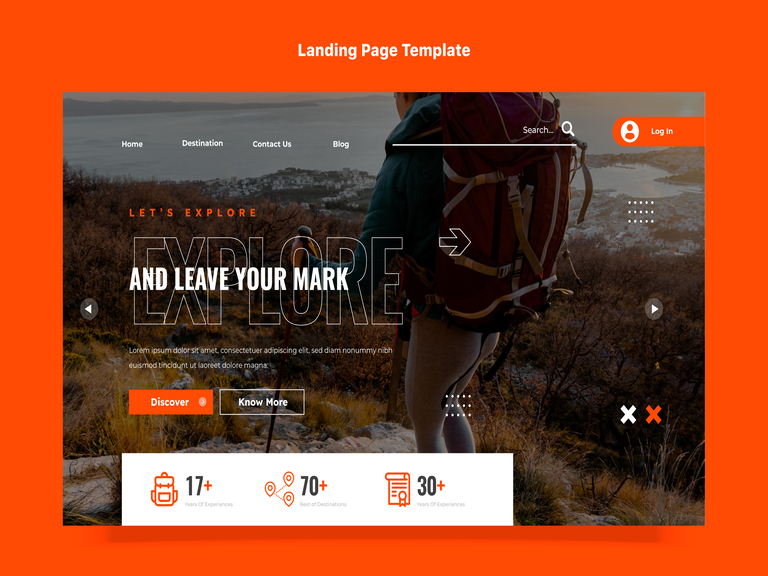 Landing Page Template
Search...
Log In
Home
Destination
Contact Us
Blog
LET'S EXPLORE
EXPLORE
AND LEAVE YOUR MARK
Lorem ipsum dolor sit amet, consectetuer adipiscing elit, sed diam nonummy nibh
euismod tincidunt ut laoreet dolore magna.
Discover
Know More
17+
Years Of Experiences
70+
Best of Destinations
30+
Years Of Experiences